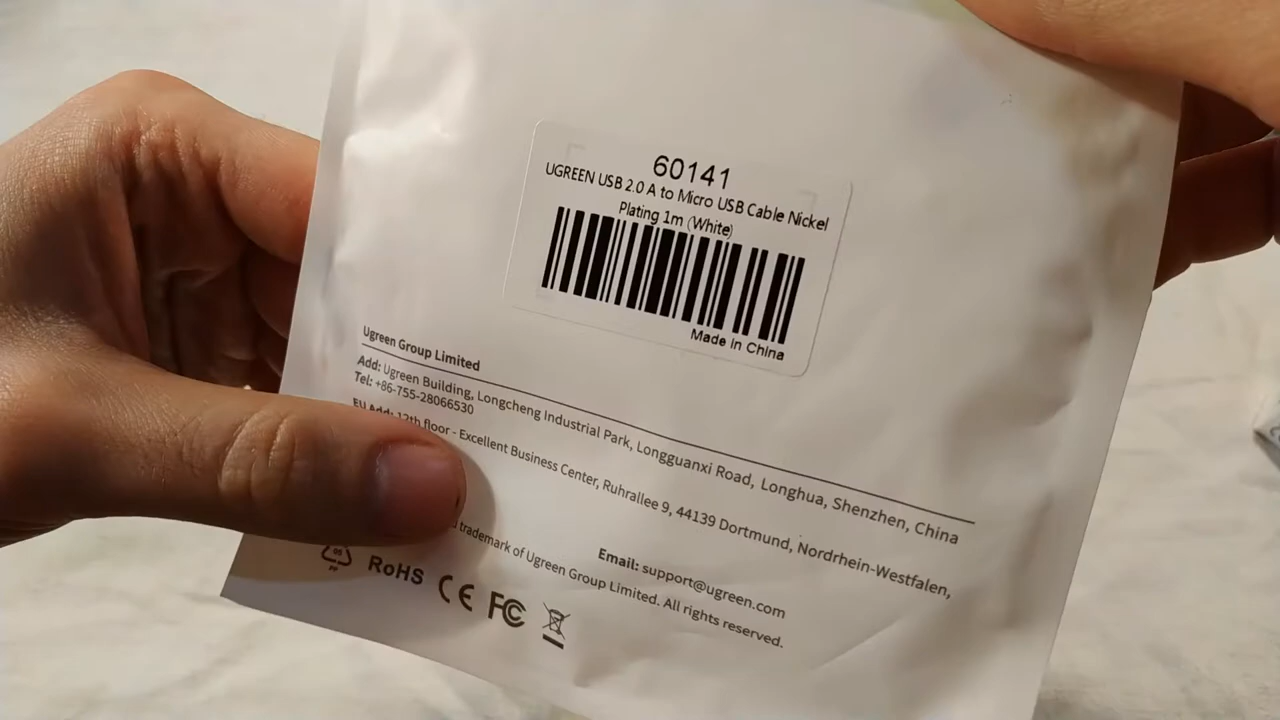 60141
UGREEN USB 2.0 A to Micro USB Cable Nickel
Plating 1m (White)
Made in China
Ugreen Group Limited
Add: Ugreen Building, Longcheng Industrial Park, Longguanxi Road, Longhua, Shenzhen, China
Tel: +86-755-28066530
EU Add: 12th floor - Excellent Business Center, Ruhrallee 9, 44139 Dortmund, Nordrhein-Westfalen,
Email: support@ugreen.com
trademark of Ugreen Group Limited. All rights reserved.
05
PP
RoHS CE FC